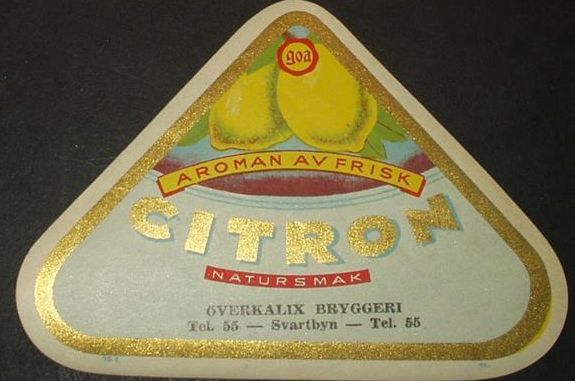 goa
AROMAN AV FRISK
CITRON
NATURSMAK
ÖVERKALIX BRYGGERI
Tel. 55 — Svartbyn — Tel. 55